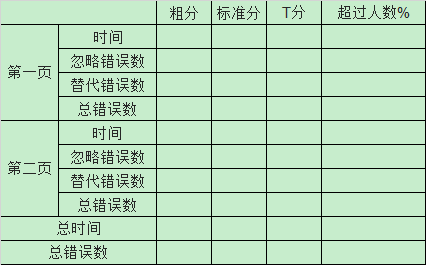 粗分 标准分 T分 超过人数%
第一页 时间
忽略错误数
替代错误数
总错误数
第二页 时间
忽略错误数
替代错误数
总错误数
总时间
总错误数